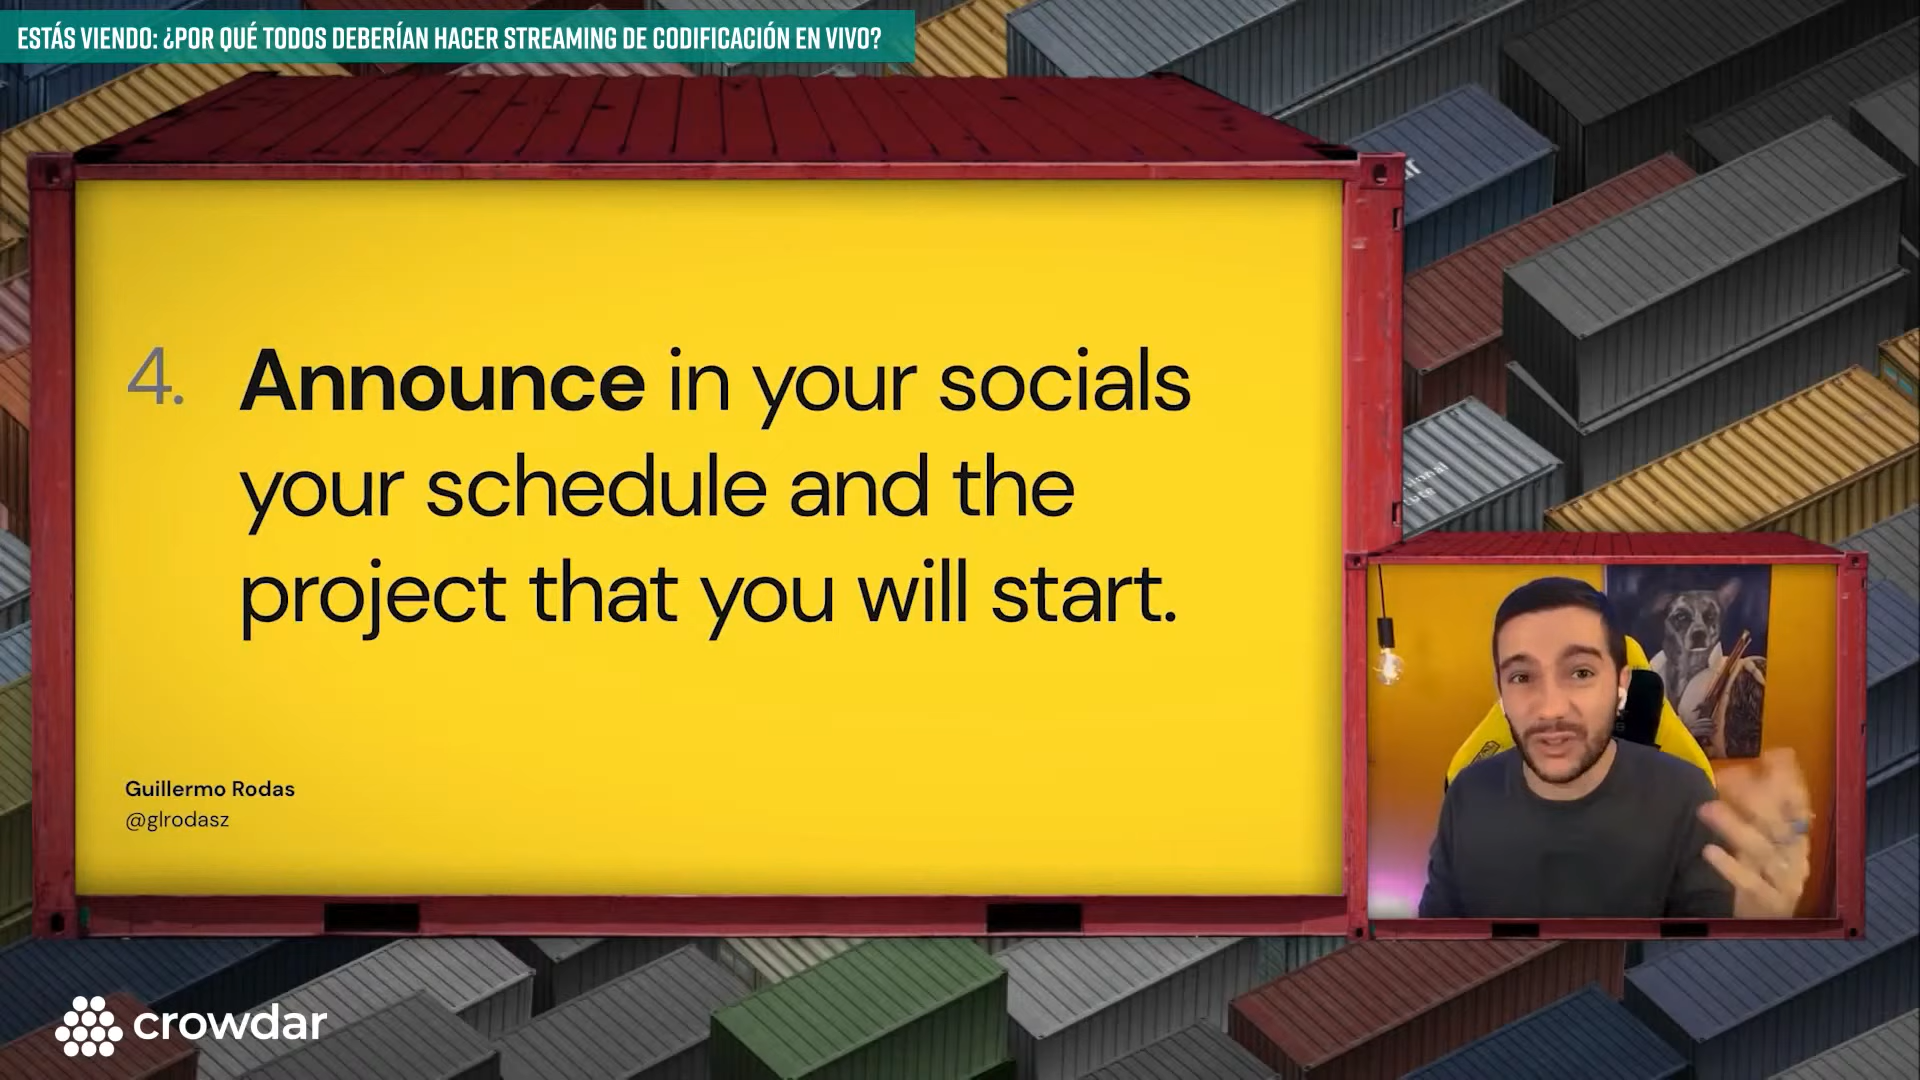 ESTÁS VIENDO: ¿POR QUÉ TODOS DEBERÍAN HACER STREAMING DE CODIFICACIÓN EN VIVO?
4. Announce in your socials
your schedule and the
project that you will start.
Guillermo Rodas
@glrodasz
crowdar